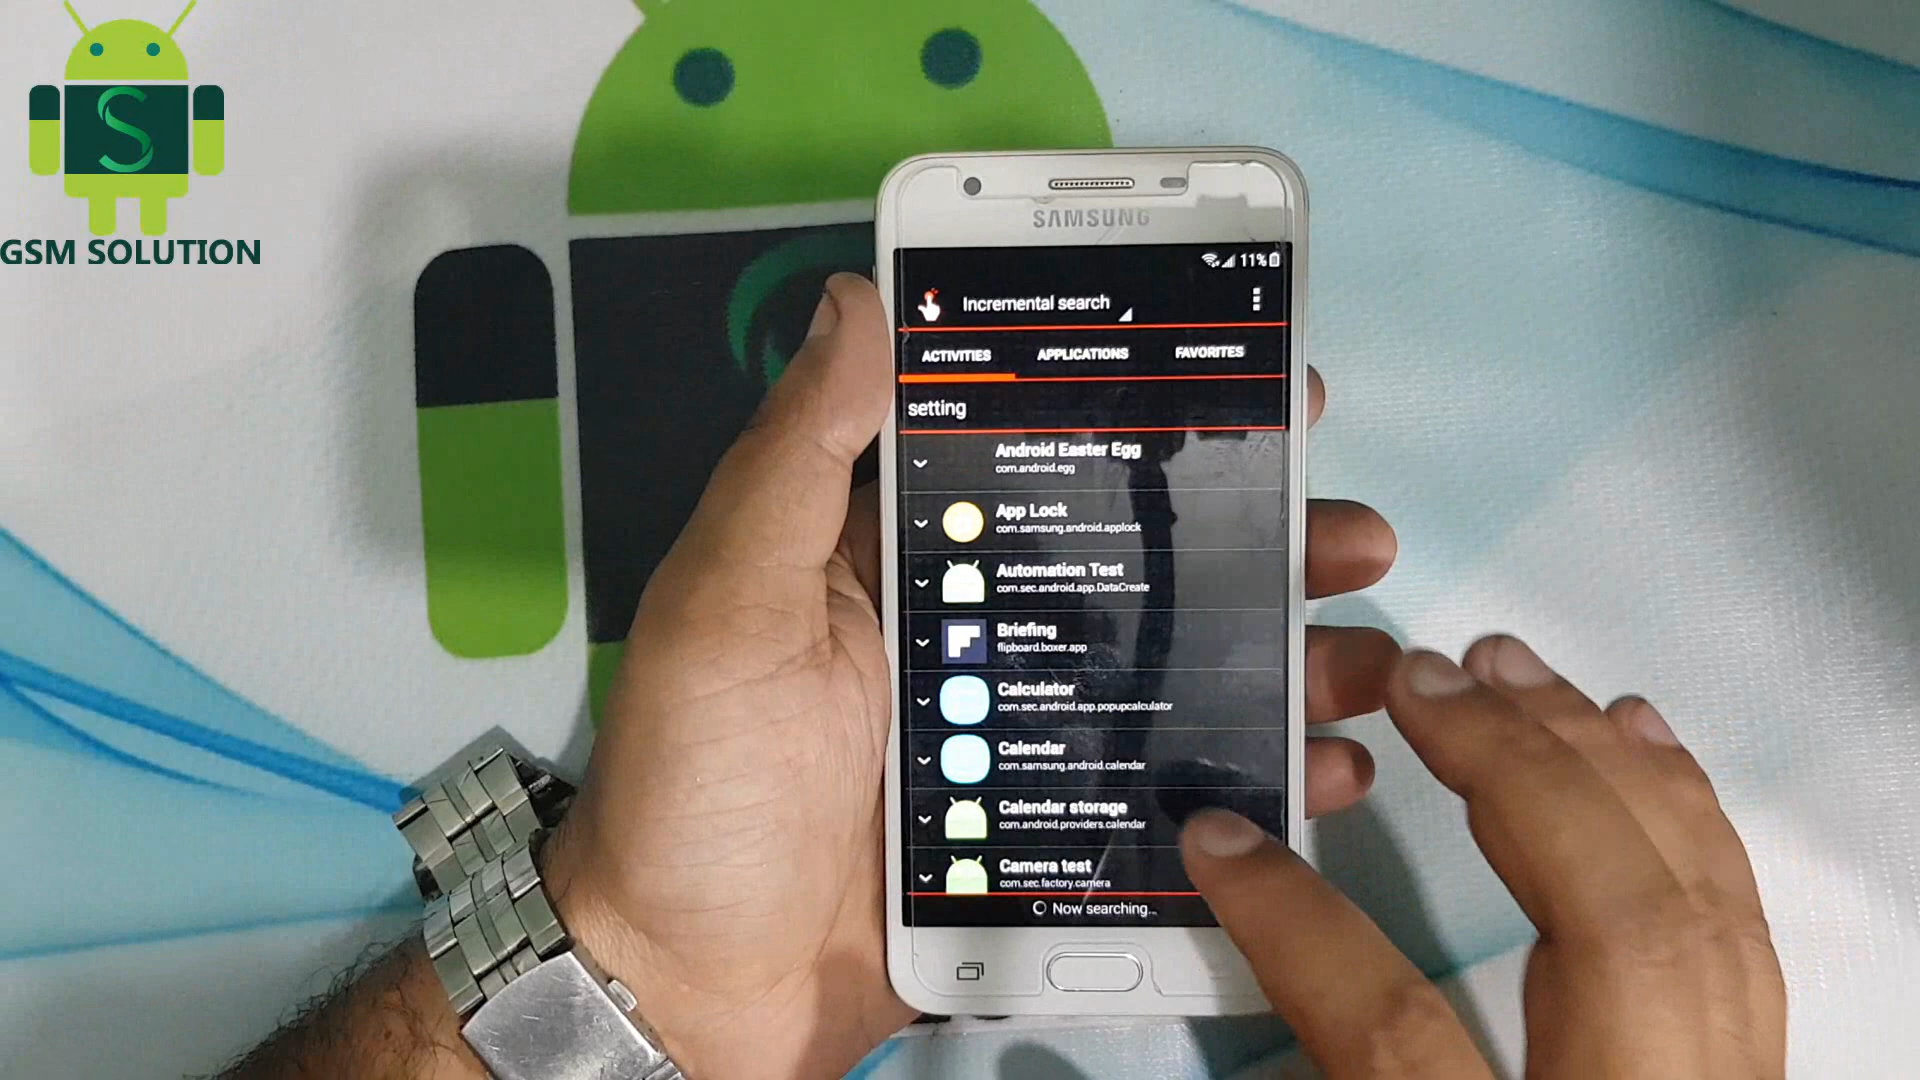 GSM SOLUTION
S
SAMSUNG
11%
Incremental search
ACTIVITIES APPLICATIONS FAVORITES
setting
Android Easter Egg
com.android.egg
App Lock
com.samsung.android.applock
Automation Test
com.sec.android.app.DataCreate
Briefing
flipboard.boxer.app
Calculator
com.sec.android.app.popupcalculator
Calendar
com.samsung.android.calendar
Calendar storage
com.android.providers.calendar
Camera test
com.sec.factory.camera
Now searching...